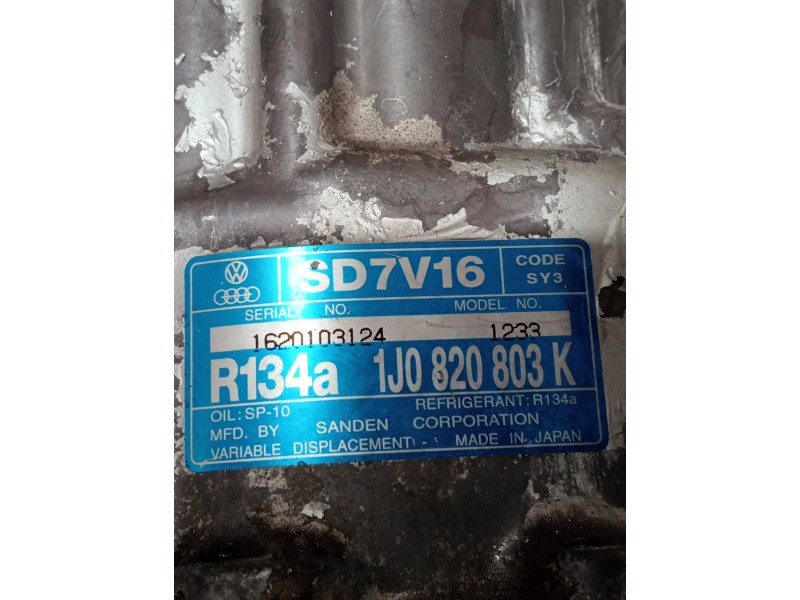 SD7V16
CODE
SY3
SERIAL NO.
MODEL NO.
1620103124
1233
R134a
1J0 820 803 K
OIL: SP-10
REFRIGERANT: R134a
MFD. BY SANDEN CORPORATION
VARIABLE DISPLACEMENT - MADE IN JAPAN